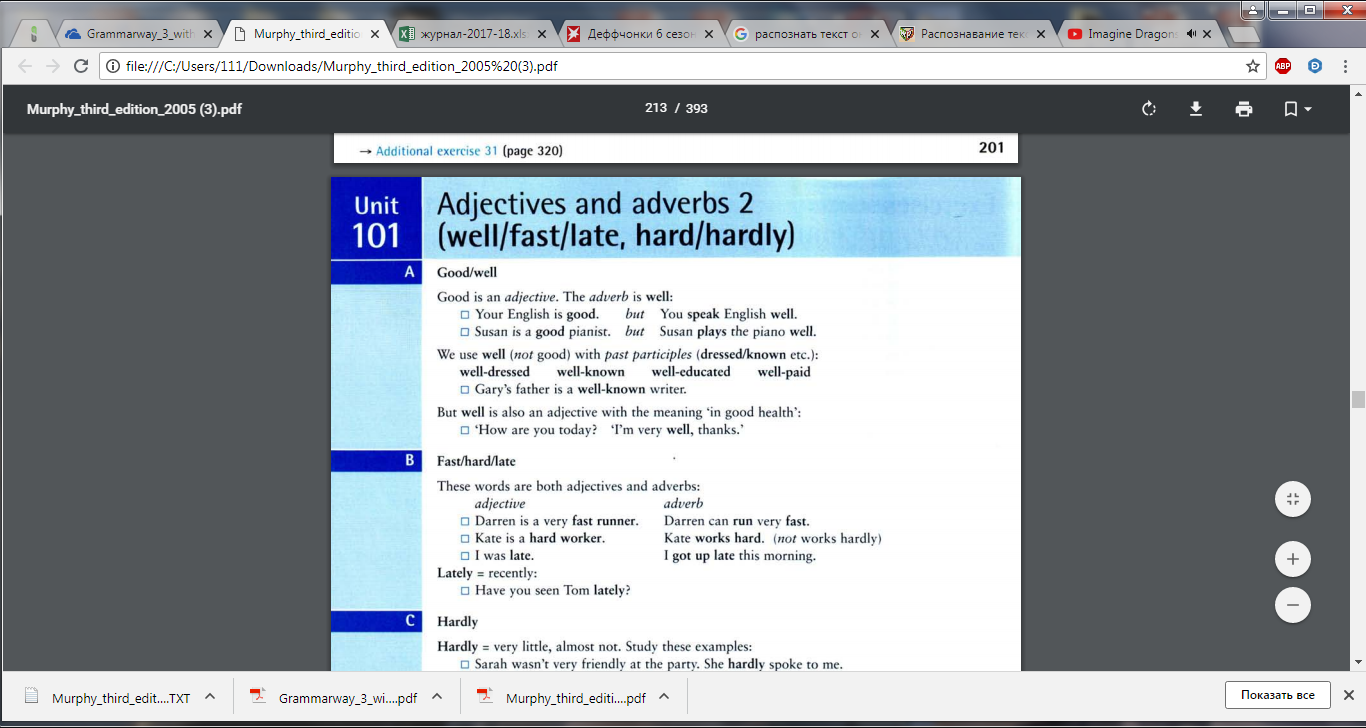 Grammarway_3_with
Murphy_third_editio
журнал-2017-18.xls
Деффчонки 6 сезон
распознать текст о
Распознавание текс
Imagine Dragons
file:///C:/Users/111/Downloads/Murphy_third_edition_2005%20(3).pdf
ABP
Murphy_third_edition_2005 (3).pdf
213 / 393
→ Additional exercise 31 (page 320)
201
Unit
101
Adjectives and adverbs 2
(well/fast/late, hard/hardly)
A
Good/well
Good is an adjective. The adverb is well:
Your English is good. but You speak English well.
Susan is a good pianist. but Susan plays the piano well.
We use well (not good) with past participles (dressed/known etc.):
well-dressed well-known well-educated well-paid
Gary's father is a well-known writer.
But well is also an adjective with the meaning 'in good health':
'How are you today? 'I'm very well, thanks.'
B
Fast/hard/late
These words are both adjectives and adverbs:
adjective adverb
Darren is a very fast runner. Darren can run very fast.
Kate is a hard worker. Kate works hard. (not works hardly)
I was late. I got up late this morning.
Lately = recently:
Have you seen Tom lately?
C
Hardly
Hardly = very little, almost not. Study these examples:
Sarah wasn't very friendly at the party. She hardly spoke to me.
Murphy_third_edit....TXT
Grammarway_3_wi....pdf
Murphy_third_editi....pdf
Показать все